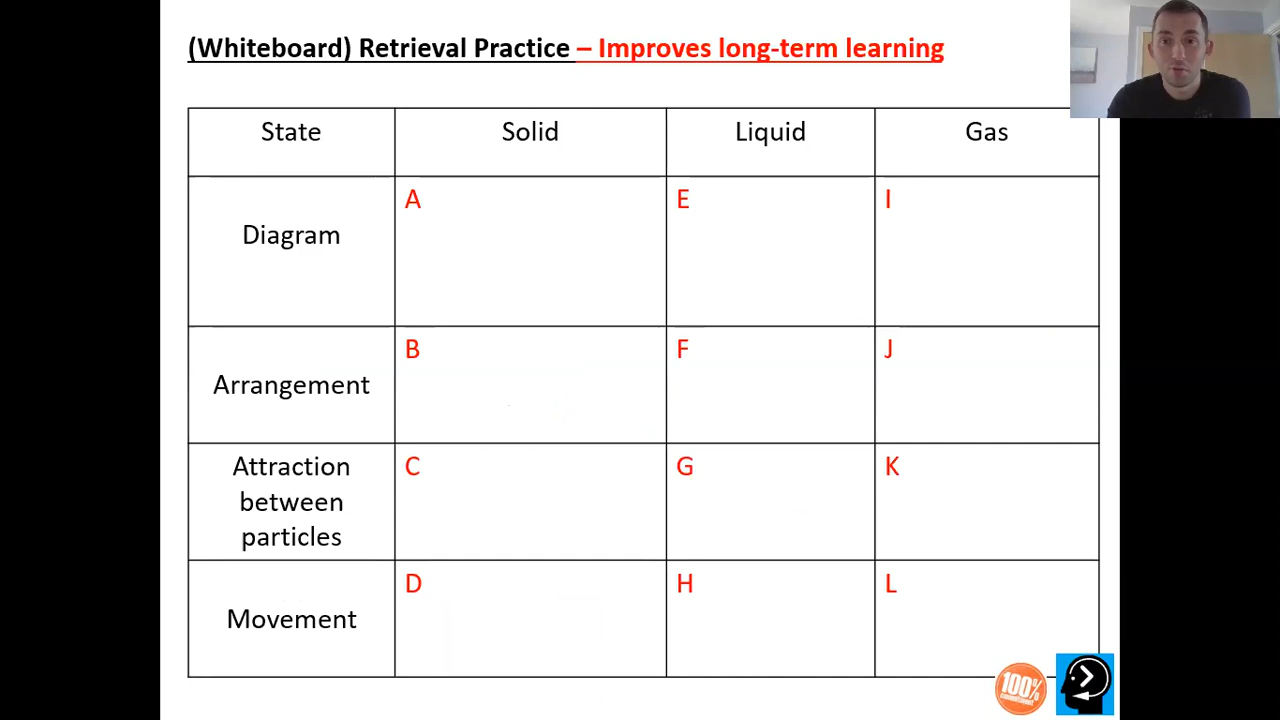 (Whiteboard) Retrieval Practice – Improves long-term learning
State Solid Liquid Gas
A E I
Diagram
B F J
Arrangement
Attraction
between
particles
C G K
D H L
Movement
100%